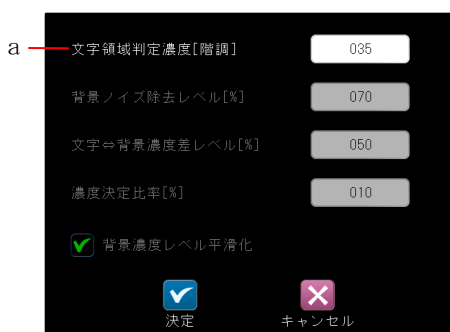 a
文字領域判定濃度[階調] 035
背景ノイズ除去レベル[%] 070
文字⇔背景濃度差レベル[%] 050
濃度決定比率[%] 010
背景濃度レベル平滑化
決定 キャンセル